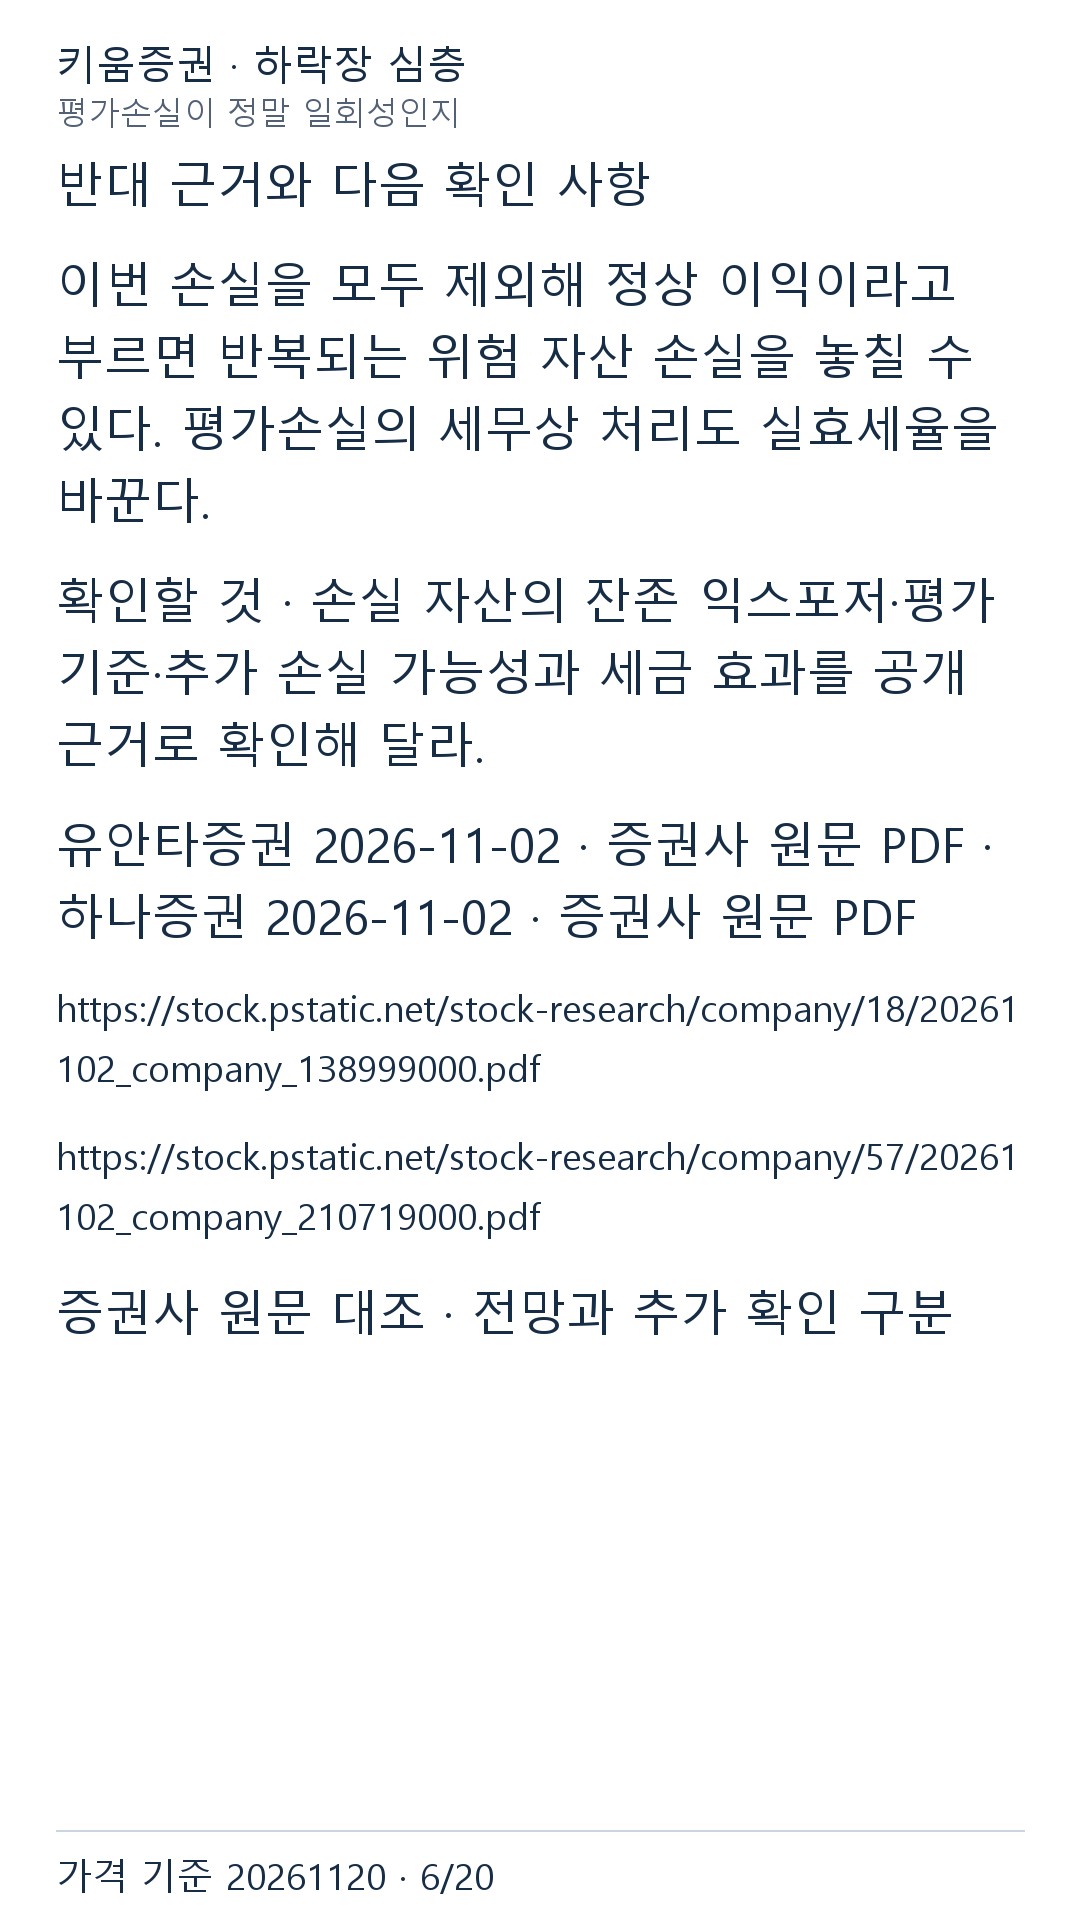 키움증권 · 하락장 심층
평가손실이 정말 일회성인지
반대 근거와 다음 확인 사항
이번 손실을 모두 제외해 정상 이익이라고
부르면 반복되는 위험 자산 손실을 놓칠 수
있다. 평가손실의 세무상 처리도 실효세율을
바꾼다.
확인할 것 · 손실 자산의 잔존 익스포저·평가
기준·추가 손실 가능성과 세금 효과를 공개
근거로 확인해 달라.
유안타증권 2026-11-02 · 증권사 원문 PDF ·
하나증권 2026-11-02 · 증권사 원문 PDF
https://stock.pstatic.net/stock-research/company/18/20261
102_company_138999000.pdf
https://stock.pstatic.net/stock-research/company/57/20261
102_company_210719000.pdf
증권사 원문 대조 · 전망과 추가 확인 구분
가격 기준 20261120 · 6/20